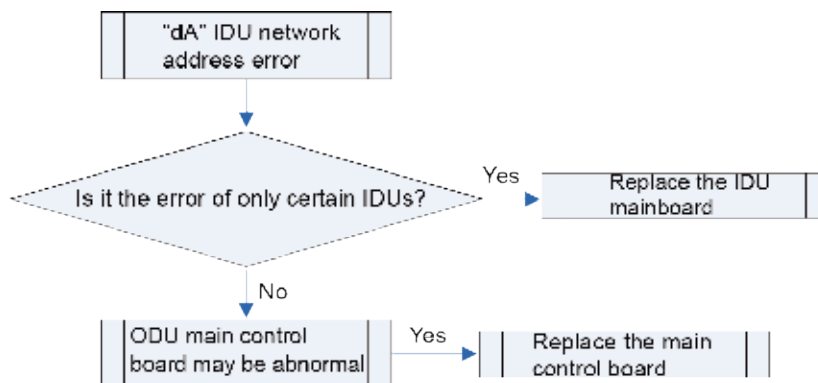 "dA" IDU network
address error
Is it the error of only certain IDUs?
Yes
Replace the IDU
mainboard
No
ODU main control
board may be abnormal
Yes
Replace the main
control board